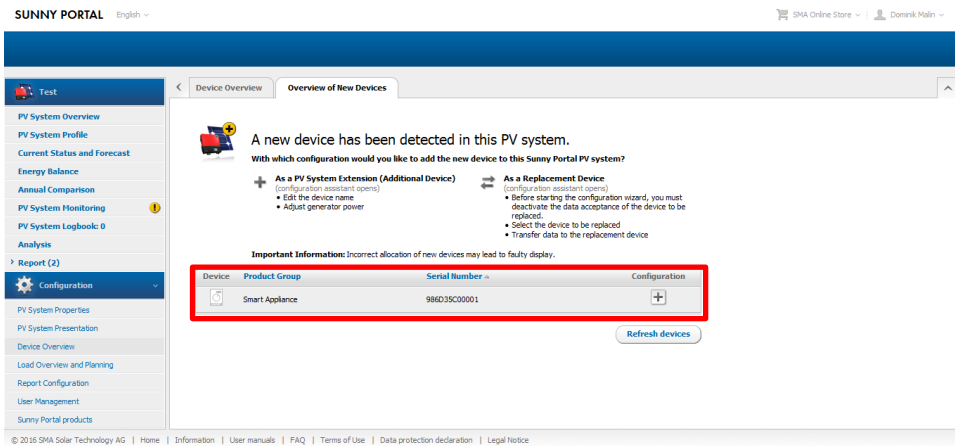 SUNNY PORTAL English
SMA Online Store Dominik Malin
Test
Device Overview Overview of New Devices
PV System Overview
PV System Profile
Current Status and Forecast
Energy Balance
Annual Comparison
PV System Monitoring
PV System Logbook: 0
Analysis
Report (2)
Configuration
PV System Properties
PV System Presentation
Device Overview
Load Overview and Planning
Report Configuration
User Management
Sunny Portal products
A new device has been detected in this PV system.
With which configuration would you like to add the new device to this Sunny Portal PV system?
As a PV System Extension (Additional Device)
(configuration assistant opens)
• Edit the device name
• Adjust generator power
As a Replacement Device
(configuration assistant opens)
• Before starting the configuration wizard, you must
deactivate the data acceptance of the device to be
replaced.
• Select the device to be replaced
• Transfer data to the replacement device
Important Information: Incorrect allocation of new devices may lead to faulty display.
Device Product Group Serial Number Configuration
Smart Appliance 986D35C00001
Refresh devices
© 2016 SMA Solar Technology AG | Home | Information | User manuals | FAQ | Terms of Use | Data protection declaration | Legal Notice